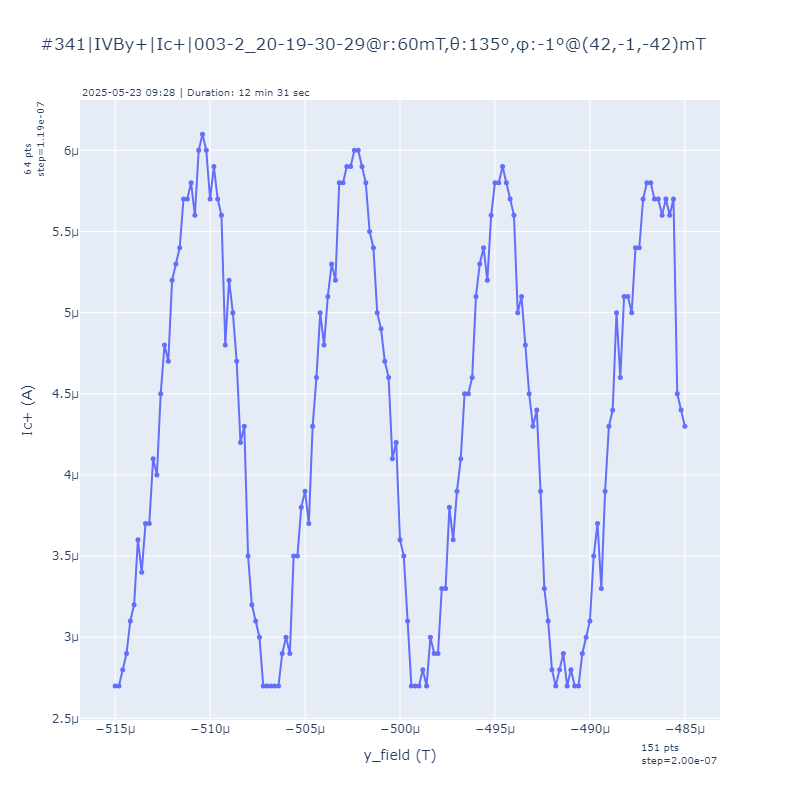 #341|IVBy+|Ic+|003-2_20-19-30-29@r:60mT,θ:135°,φ:-1°@(42,-1,-42)mT
2025-05-23 09:28 | Duration: 12 min 31 sec
64 pts
step=1.19e-07
6μ
5.5μ
5μ
4.5μ
4μ
3.5μ
3μ
2.5μ
Ic+ (A)
−515μ −510μ −505μ −500μ −495μ −490μ −485μ
y_field (T)
151 pts
step=2.00e-07